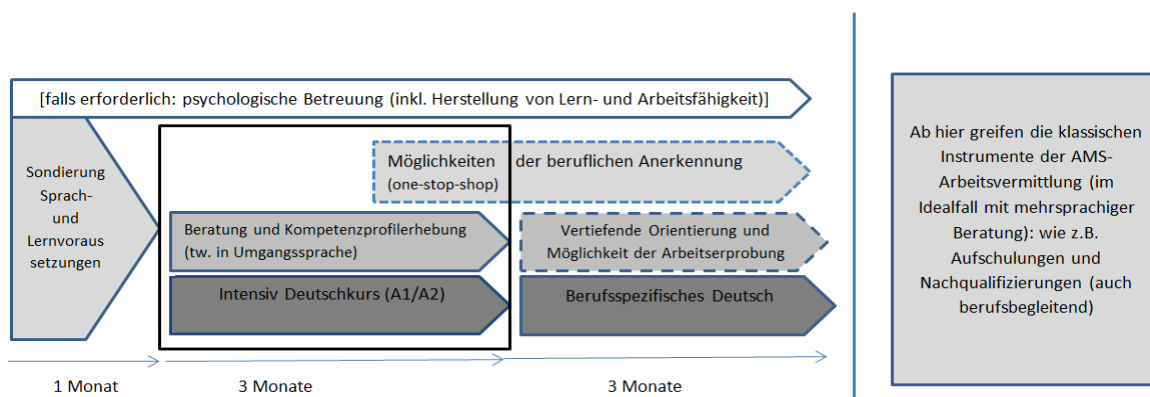 [falls erforderlich: psychologische Betreuung (inkl. Herstellung von Lern- und Arbeitsfähigkeit)]
Sondierung
Sprach-
und
Lernvoraus
setzungen
Möglichkeiten der beruflichen Anerkennung
(one-stop-shop)
Beratung und Kompetenzprofilerhebung
(tw. in Umgangssprache)
Vertiefende Orientierung und
Möglichkeit der Arbeitserprobung
Intensiv Deutschkurs (A1/A2)
Berufsspezifisches Deutsch
1 Monat
3 Monate
3 Monate
Ab hier greifen die klassischen
Instrumente der AMS-
Arbeitsvermittlung (im
Idealfall mit mehrsprachiger
Beratung): wie z.B.
Aufschulungen und
Nachqualifizierungen (auch
berufsbegleitend)